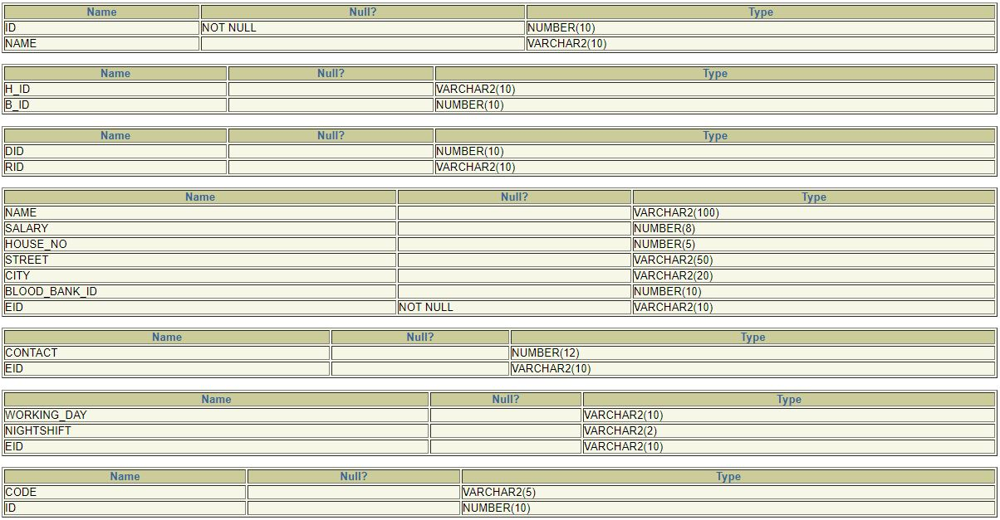 Name Null? Type
ID NOT NULL NUMBER(10)
NAME VARCHAR2(10)
Name Null? Type
H_ID VARCHAR2(10)
B_ID NUMBER(10)
Name Null? Type
DID NUMBER(10)
RID VARCHAR2(10)
Name Null? Type
NAME VARCHAR2(100)
SALARY NUMBER(8)
HOUSE_NO NUMBER(5)
STREET VARCHAR2(50)
CITY VARCHAR2(20)
BLOOD_BANK_ID NUMBER(10)
EID NOT NULL VARCHAR2(10)
Name Null? Type
CONTACT NUMBER(12)
EID VARCHAR2(10)
Name Null? Type
WORKING_DAY VARCHAR2(10)
NIGHTSHIFT VARCHAR2(2)
EID VARCHAR2(10)
Name Null? Type
CODE VARCHAR2(5)
ID NUMBER(10)